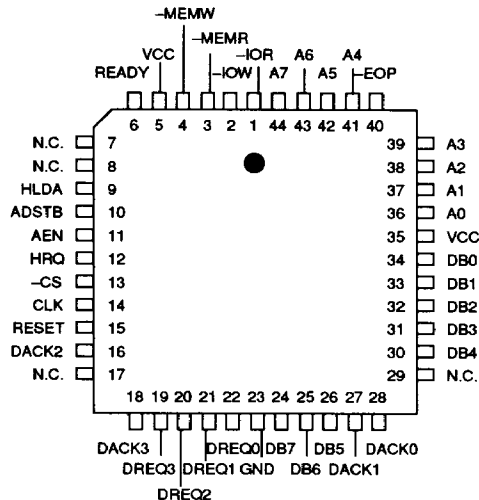 –MEMW
–MEMR –IOR A6 A4
VCC
READY –IOW A7 A5 –EOP
6 5 4 3 2 1 44 43 42 41 40
N.C. 7 39 A3
N.C. 8 38 A2
HLDA 9 37 A1
ADSTB 10 36 A0
AEN 11 35 VCC
HRQ 12 34 DB0
–CS 13 33 DB1
CLK 14 32 DB2
RESET 15 31 DB3
DACK2 16 30 DB4
N.C. 17 29 N.C.
18 19 20 21 22 23 24 25 26 27 28
DACK3 DREQ0 DB7 DB5 DACK0
DREQ3 DREQ1 GND DB6 DACK1
DREQ2